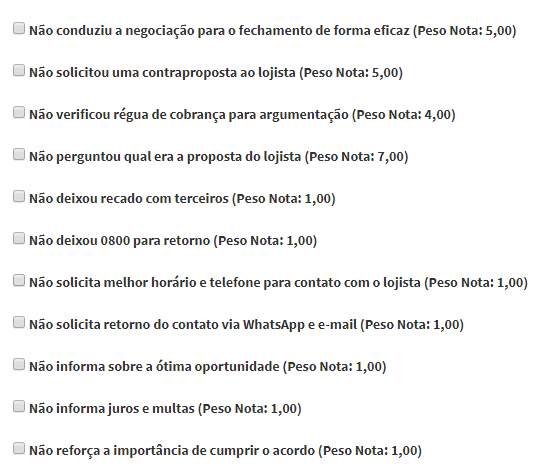 Não conduziu a negociação para o fechamento de forma eficaz (Peso Nota: 5,00)
Não solicitou uma contraproposta ao lojista (Peso Nota: 5,00)
Não verificou régua de cobrança para argumentação (Peso Nota: 4,00)
Não perguntou qual era a proposta do lojista (Peso Nota: 7,00)
Não deixou recado com terceiros (Peso Nota: 1,00)
Não deixou 0800 para retorno (Peso Nota: 1,00)
Não solicita melhor horário e telefone para contato com o lojista (Peso Nota: 1,00)
Não solicita retorno do contato via WhatsApp e e-mail (Peso Nota: 1,00)
Não informa sobre a ótima oportunidade (Peso Nota: 1,00)
Não informa juros e multas (Peso Nota: 1,00)
Não reforça a importância de cumprir o acordo (Peso Nota: 1,00)